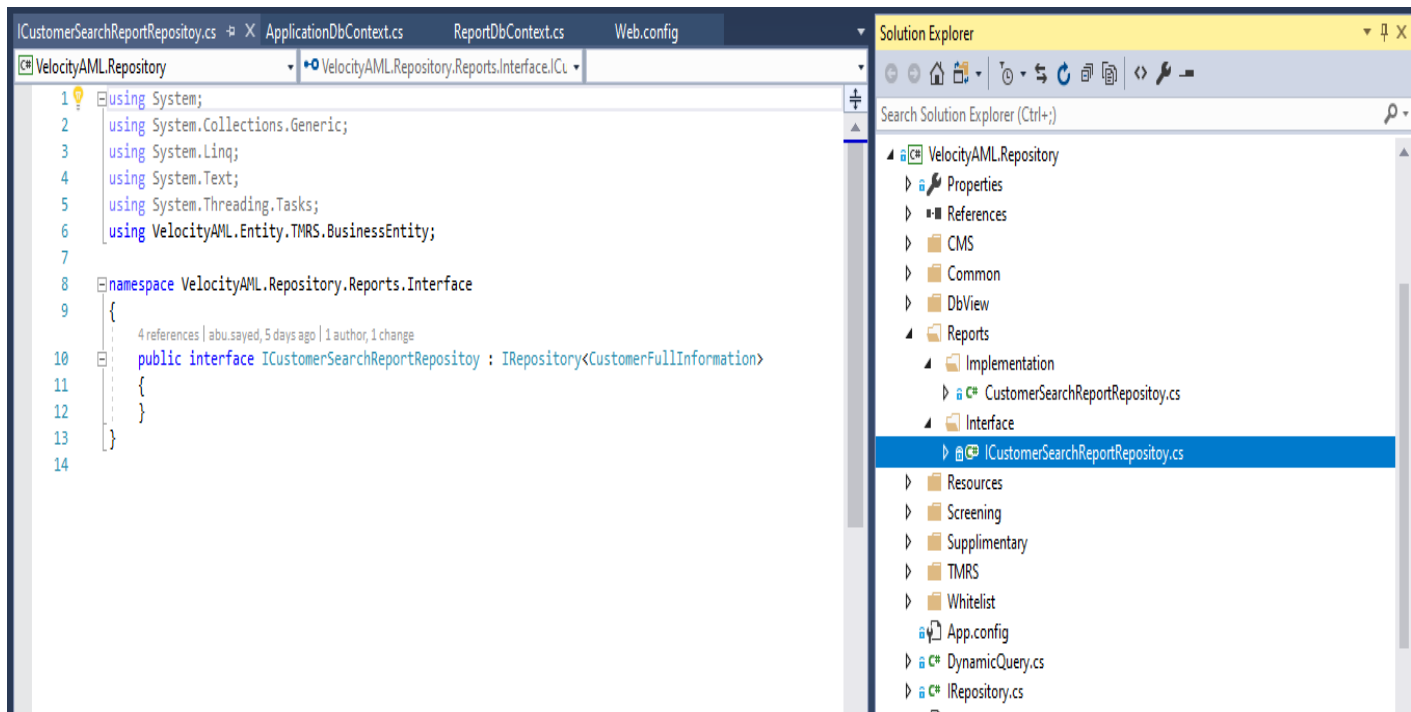 ICustomerSearchReportRepositoy.cs ApplicationDbContext.cs ReportDbContext.cs Web.config
VelocityAML.Repository VelocityAML.Repository.Reports.Interface.ICu
1 using System;
2 using System.Collections.Generic;
3 using System.Linq;
4 using System.Text;
5 using System.Threading.Tasks;
6 using VelocityAML.Entity.TMRS.BusinessEntity;
7
8 namespace VelocityAML.Repository.Reports.Interface
9 {
4 references | abu.sayed, 5 days ago | 1 author, 1 change
10 public interface ICustomerSearchReportRepositoy : IRepository<CustomerFullInformation>
11 {
12 }
13 }
14
Solution Explorer
Search Solution Explorer (Ctrl+;)
C# VelocityAML.Repository
Properties
References
CMS
Common
DbView
Reports
Implementation
C# CustomerSearchReportRepositoy.cs
Interface
C# ICustomerSearchReportRepositoy.cs
Resources
Screening
Supplimentary
TMRS
Whitelist
App.config
C# DynamicQuery.cs
C# IRepository.cs